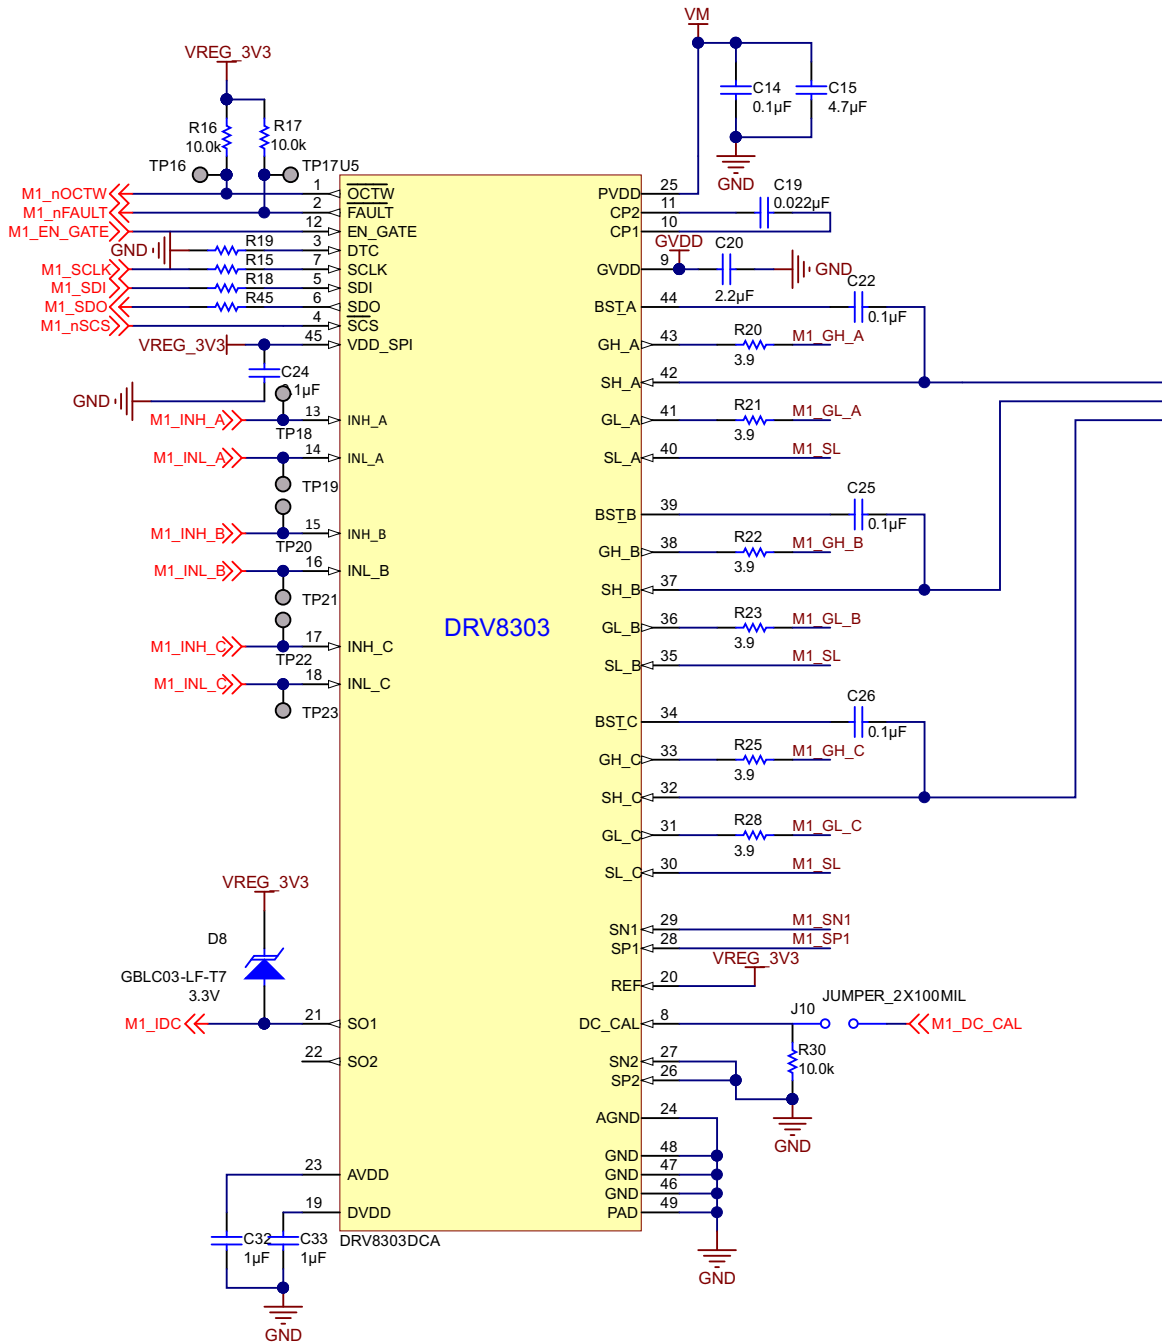 VM
VREG_3V3
C14
0.1µF
C15
4.7µF
GND
R16
10.0k
R17
10.0k
TP16
TP17
U5
M1_nOCTW
1
OCTW
M1_nFAULT
2
FAULT
M1_EN_GATE
12
EN_GATE
GND
R19
3
DTC
M1_SCLK
R15
7
SCLK
M1_SDI
R18
5
SDI
M1_SDO
R45
6
SDO
M1_nSCS
4
SCS
VREG_3V3
45
VDD_SPI
C24
0.1µF
GND
M1_INH_A
13
INH_A
TP18
M1_INL_A
14
INL_A
TP19
M1_INH_B
15
INH_B
TP20
M1_INL_B
16
INL_B
TP21
M1_INH_C
17
INH_C
TP22
M1_INL_C
18
INL_C
TP23
VREG_3V3
D8
GBLC03-LF-T7
3.3V
M1_IDC
21
SO1
22
SO2
23
AVDD
19
DVDD
C32
1µF
C33
1µF
GND
DRV8303
DRV8303DCA
PVDD
25
CP2
11
C19
0.022µF
CP1
10
GVDD
GVDD
9
C20
2.2µF
GND
BST_A
44
C22
0.1µF
GH_A
43
R20
3.9
M1_GH_A
SH_A
42
GL_A
41
R21
3.9
M1_GL_A
SL_A
40
M1_SL
BST_B
39
C25
0.1µF
GH_B
38
R22
3.9
M1_GH_B
SH_B
37
GL_B
36
R23
3.9
M1_GL_B
SL_B
35
M1_SL
BST_C
34
C26
0.1µF
GH_C
33
R25
3.9
M1_GH_C
SH_C
32
GL_C
31
R28
3.9
M1_GL_C
SL_C
30
M1_SL
SN1
29
M1_SN1
SP1
28
M1_SP1
VREG_3V3
REF
20
DC_CAL
8
J10
JUMPER_2X100MIL
M1_DC_CAL
R30
10.0k
SN2
27
SP2
26
GND
AGND
24
GND
48
GND
47
GND
46
PAD
49
GND